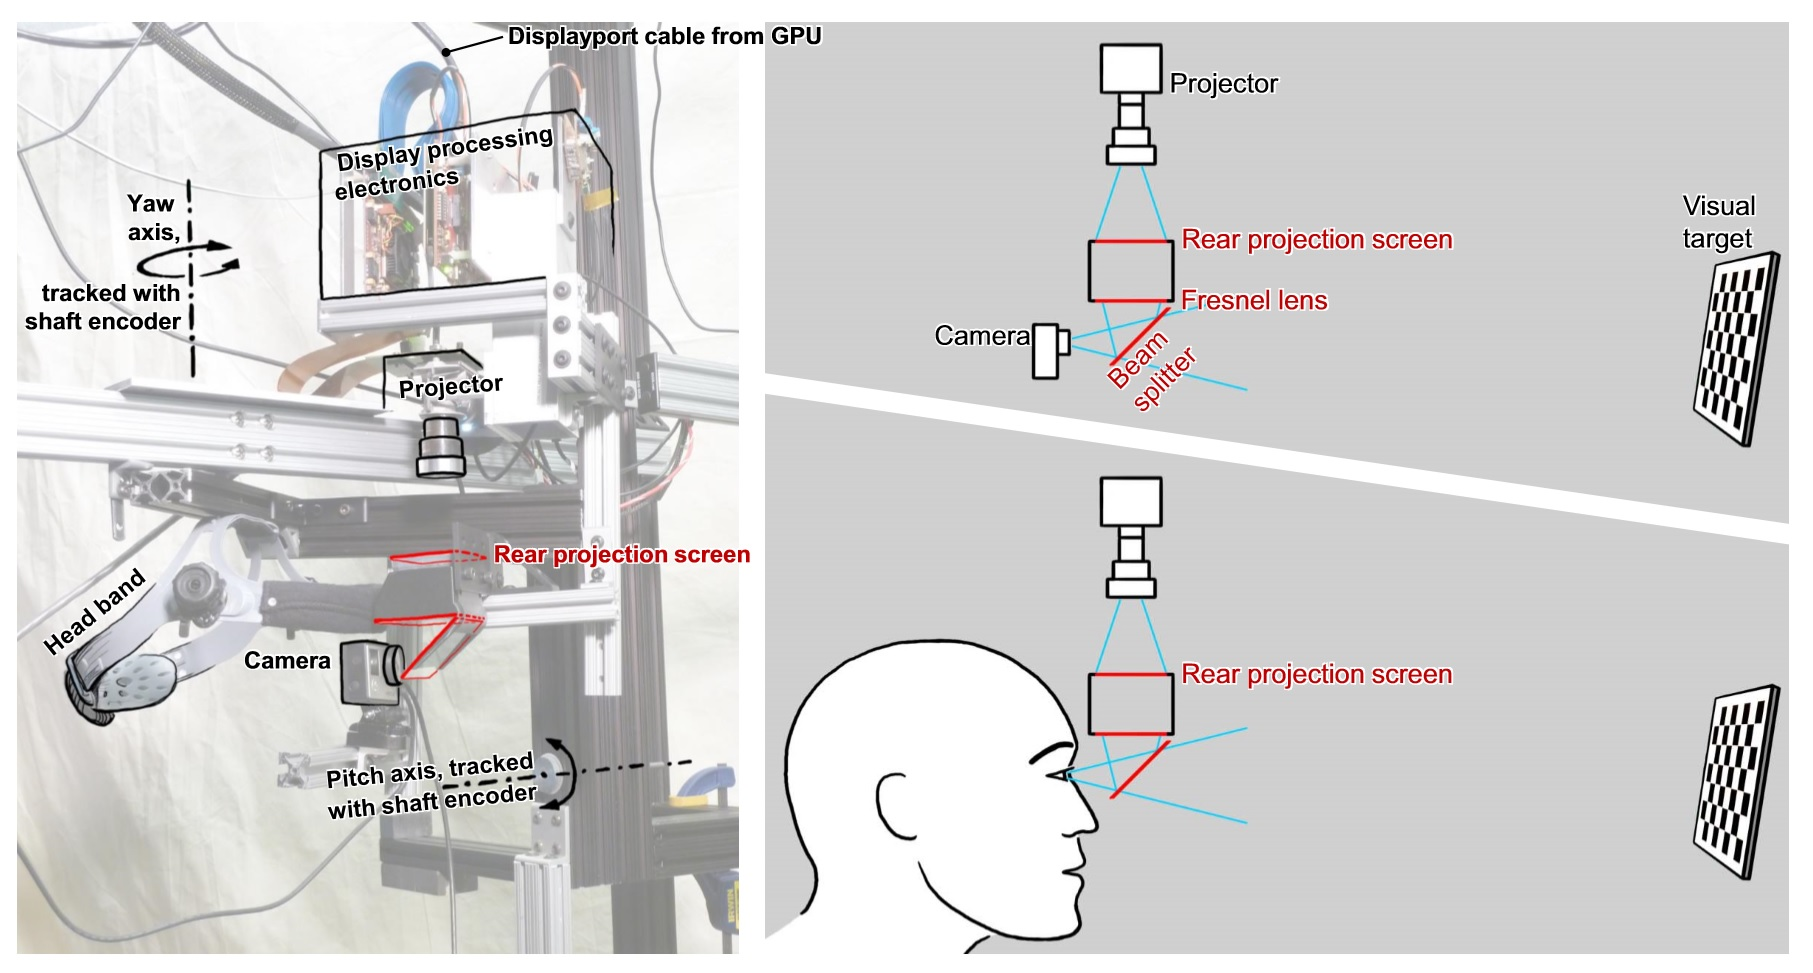 Displayport cable from GPU
Display processing
electronics
Yaw
axis,
tracked with
shaft encoder
Projector
Rear projection screen
Head band
Camera
Pitch axis, tracked
with shaft encoder
Projector
Rear projection screen
Fresnel lens
Camera
Beam
splitter
Visual
target
Rear projection screen